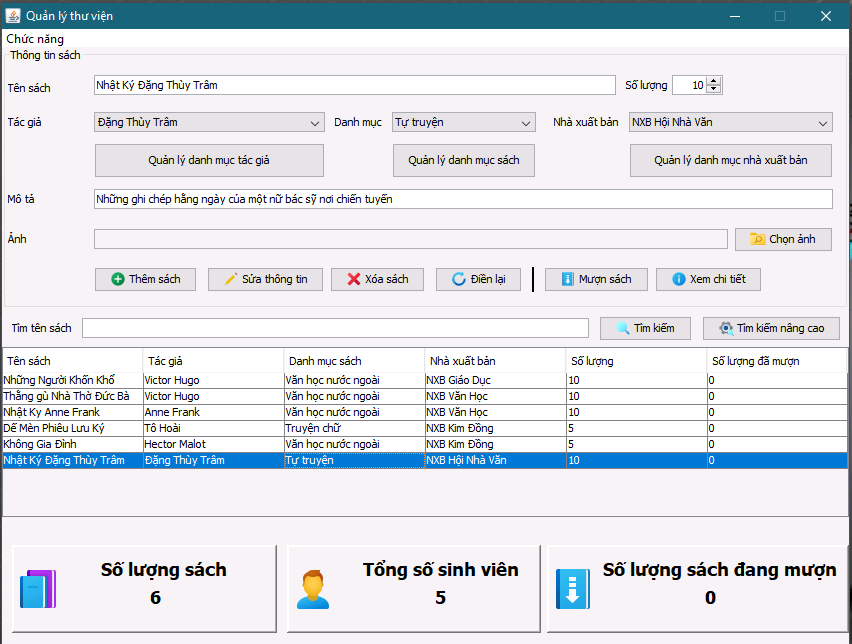 Quản lý thư viện
Chức năng
Thông tin sách
Tên sách Nhật Ký Đặng Thùy Trâm Số lượng 10
Tác giả Đặng Thùy Trâm Danh mục Tự truyện Nhà xuất bản NXB Hội Nhà Văn
Quản lý danh mục tác giả Quản lý danh mục sách Quản lý danh mục nhà xuất bản
Mô tả Những ghi chép hằng ngày của một nữ bác sỹ nơi chiến tuyến
Ảnh Chọn ảnh
Thêm sách Sửa thông tin Xóa sách Điền lại Mượn sách Xem chi tiết
Tìm tên sách Tìm kiếm Tìm kiếm nâng cao
Tên sách Tác giả Danh mục sách Nhà xuất bản Số lượng Số lượng đã mượn
Những Người Khốn Khổ Victor Hugo Văn học nước ngoài NXB Giáo Dục 10 0
Thằng gù Nhà Thờ Đức Bà Victor Hugo Văn học nước ngoài NXB Văn Học 10 0
Nhật Ky Anne Frank Anne Frank Văn học nước ngoài NXB Văn Học 10 0
Dế Mèn Phiêu Lưu Ký Tô Hoài Truyện chữ NXB Kim Đồng 5 0
Không Gia Đình Hector Malot Văn học nước ngoài NXB Kim Đồng 5 0
Nhật Ký Đặng Thùy Trâm Đặng Thùy Trâm Tự truyện NXB Hội Nhà Văn 10 0
Số lượng sách Tổng số sinh viên Số lượng sách đang mượn
6 5 0